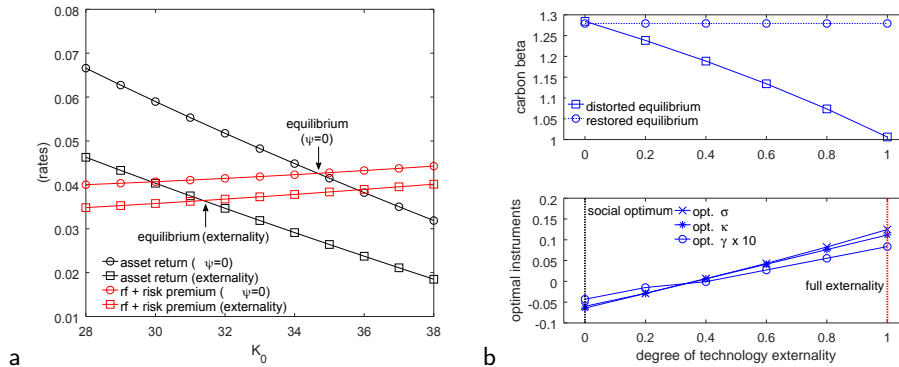 0.08
0.07
0.06
0.05
0.04
0.03
0.02
0.01
(rates)
equilibrium
(ψ=0)
equilibrium (externality)
asset return ( ψ=0)
asset return (externality)
rf + risk premium ( ψ=0)
rf + risk premium (externality)
28 30 32 34 36 38
K0
a
1.3
1.25
1.2
1.15
1.1
1.05
1
carbon beta
distorted equilibrium
restored equilibrium
0 0.2 0.4 0.6 0.8 1
0.2
0.15
0.1
0.05
0
-0.05
-0.1
optimal instruments
social optimum
opt. σ
opt. κ
opt. γ x 10
full externality
0 0.2 0.4 0.6 0.8 1
degree of technology externality
b